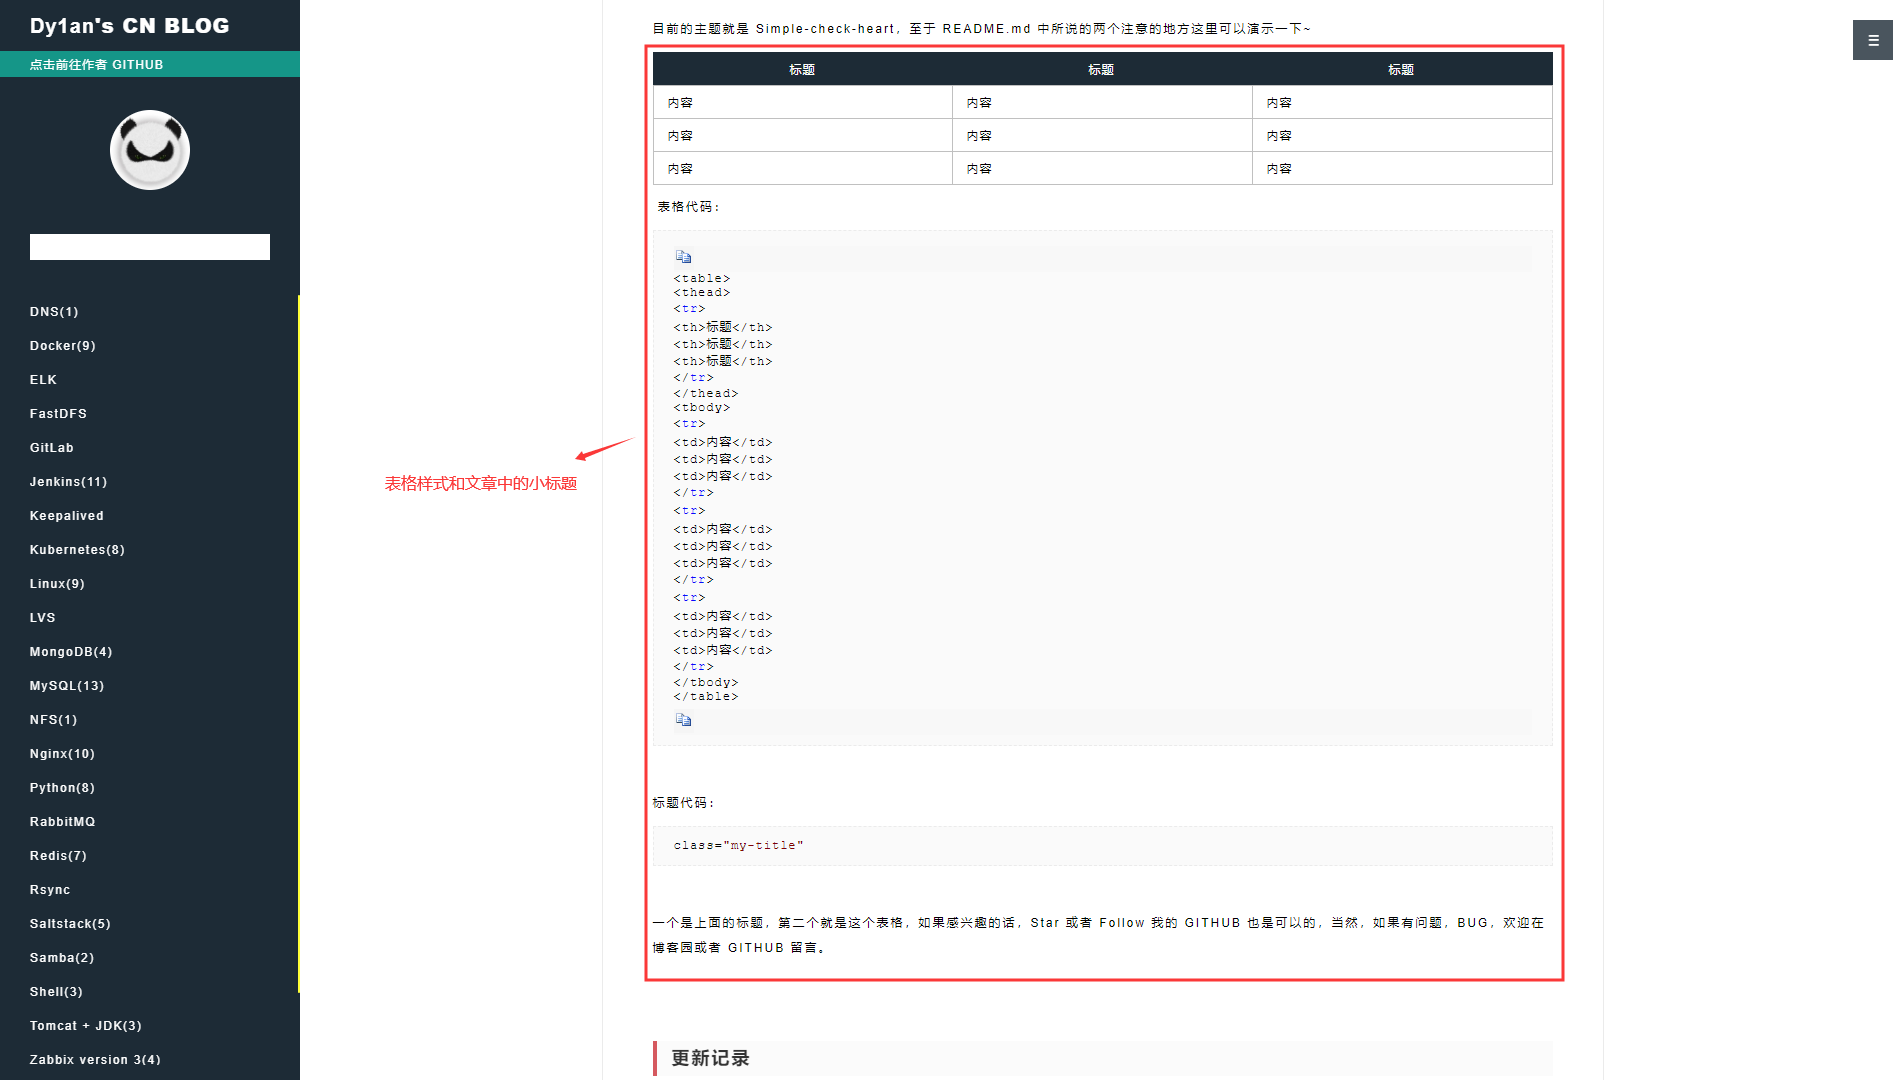 Dy1an's CN BLOG
点击前往作者 GITHUB
DNS(1)
Docker(9)
ELK
FastDFS
GitLab
Jenkins(11)
Keepalived
Kubernetes(8)
Linux(9)
LVS
MongoDB(4)
MySQL(13)
NFS(1)
Nginx(10)
Python(8)
RabbitMQ
Redis(7)
Rsync
Saltstack(5)
Samba(2)
Shell(3)
Tomcat + JDK(3)
Zabbix version 3(4)
表格样式和文章中的小标题
目前的主题就是 Simple-check-heart，至于 README.md 中所说的两个注意的地方这里可以演示一下~
标题 标题 标题
内容 内容 内容
内容 内容 内容
内容 内容 内容
表格代码：
<table>
<thead>
<tr>
<th>标题</th>
<th>标题</th>
<th>标题</th>
</tr>
</thead>
<tbody>
<tr>
<td>内容</td>
<td>内容</td>
<td>内容</td>
</tr>
<tr>
<td>内容</td>
<td>内容</td>
<td>内容</td>
</tr>
<tr>
<td>内容</td>
<td>内容</td>
<td>内容</td>
</tr>
</tbody>
</table>
标题代码：
class="my-title"
一个是上面的标题，第二个就是这个表格，如果感兴趣的话，Star 或者 Follow 我的 GITHUB 也是可以的，当然，如果有问题，BUG，欢迎在
博客园或者 GITHUB 留言。
更新记录